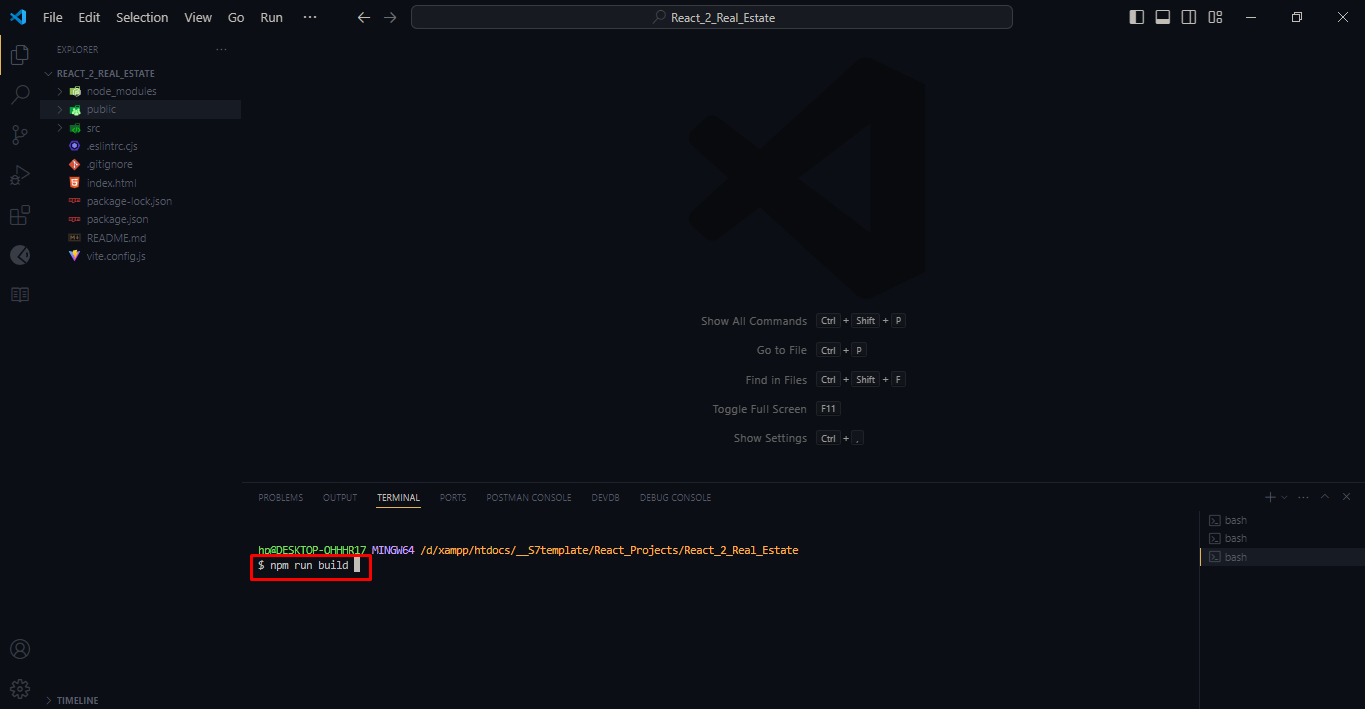 File Edit Selection View Go Run ···
React_2_Real_Estate
EXPLORER
REACT_2_REAL_ESTATE
node_modules
public
src
.eslintrc.cjs
.gitignore
index.html
package-lock.json
package.json
README.md
vite.config.js
TIMELINE
Show All Commands Ctrl + Shift + P
Go to File Ctrl + P
Find in Files Ctrl + Shift + F
Toggle Full Screen F11
Show Settings Ctrl + ,
PROBLEMS OUTPUT TERMINAL PORTS POSTMAN CONSOLE DEVDB DEBUG CONSOLE
hp@DESKTOP-OHHHR17 MINGW64 /d/xampp/htdocs/__S7template/React_Projects/React_2_Real_Estate
$ npm run build
bash
bash
bash